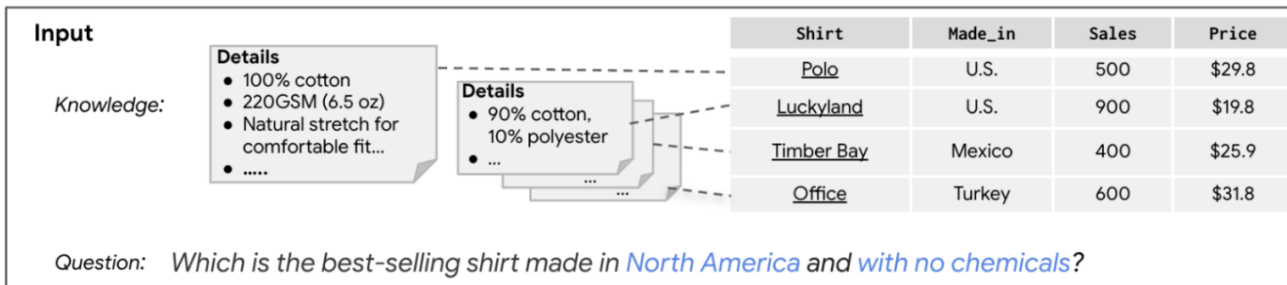 Input
Knowledge:
Details
● 100% cotton
● 220GSM (6.5 oz)
● Natural stretch for
comfortable fit...
● .....
Details
● 90% cotton,
10% polyester
● ...
...
...
Shirt Made_in Sales Price
Polo U.S. 500 $29.8
Luckyland U.S. 900 $19.8
Timber Bay Mexico 400 $25.9
Office Turkey 600 $31.8
Question: Which is the best-selling shirt made in North America and with no chemicals?